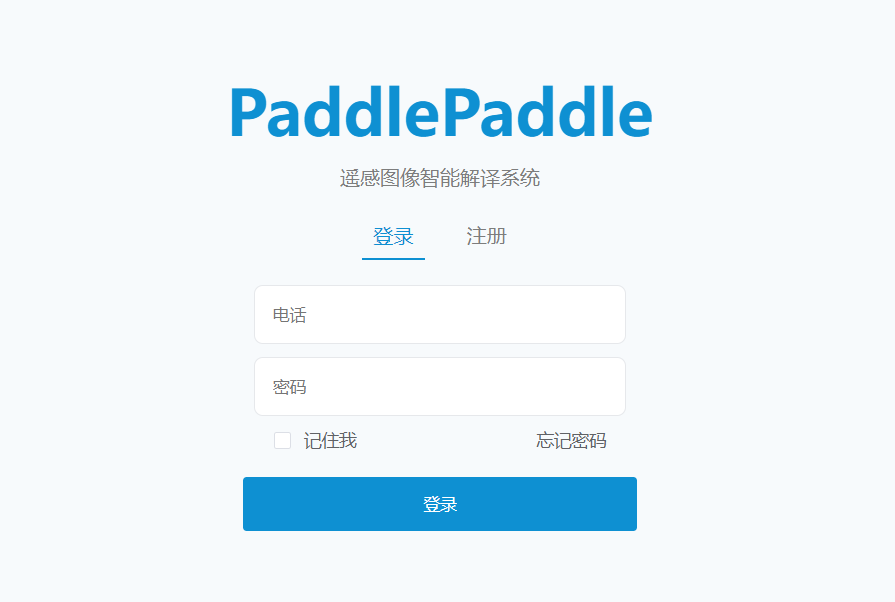 PaddlePaddle
遥感图像智能解译系统
登录 注册
电话
密码
记住我 忘记密码
登录